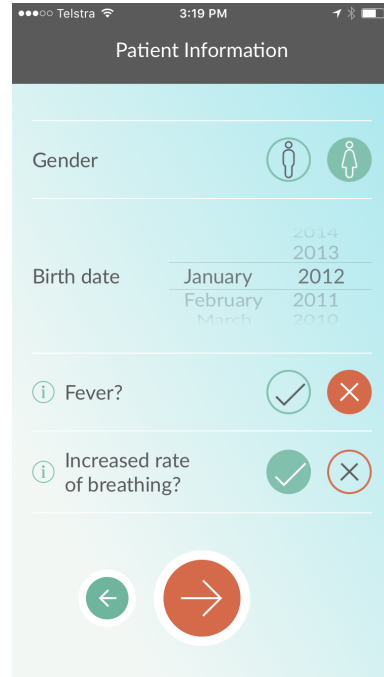 Telstra 3:19 PM
Patient Information
Gender
2014
2013
Birth date January 2012
February 2011
March 2010
i Fever?
i Increased rate
of breathing?